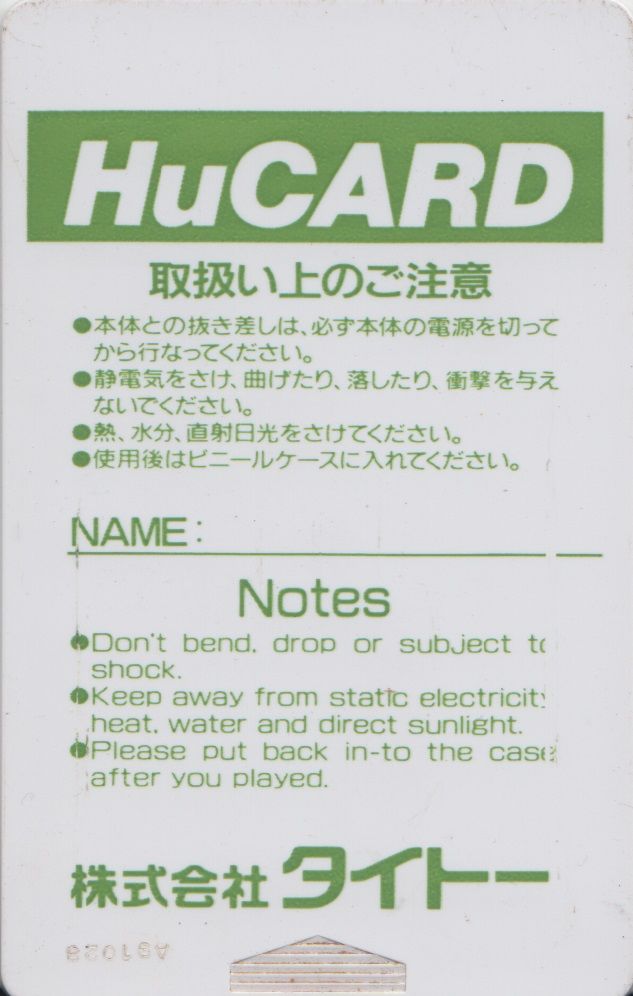 HuCARD
取扱い上のご注意
●本体との抜き差しは、必ず本体の電源を切って
から行なってください。
●静電気をさけ、曲げたり、落したり、衝撃を与え
ないでください。
●熱、水分、直射日光をさけてください。
●使用後はビニールケースに入れてください。
NAME:
Notes
●Don't bend, drop or subject to
shock.
●Keep away from static electricity
heat, water and direct sunlight.
●Please put back in-to the case
after you played.
株式会社タイトー